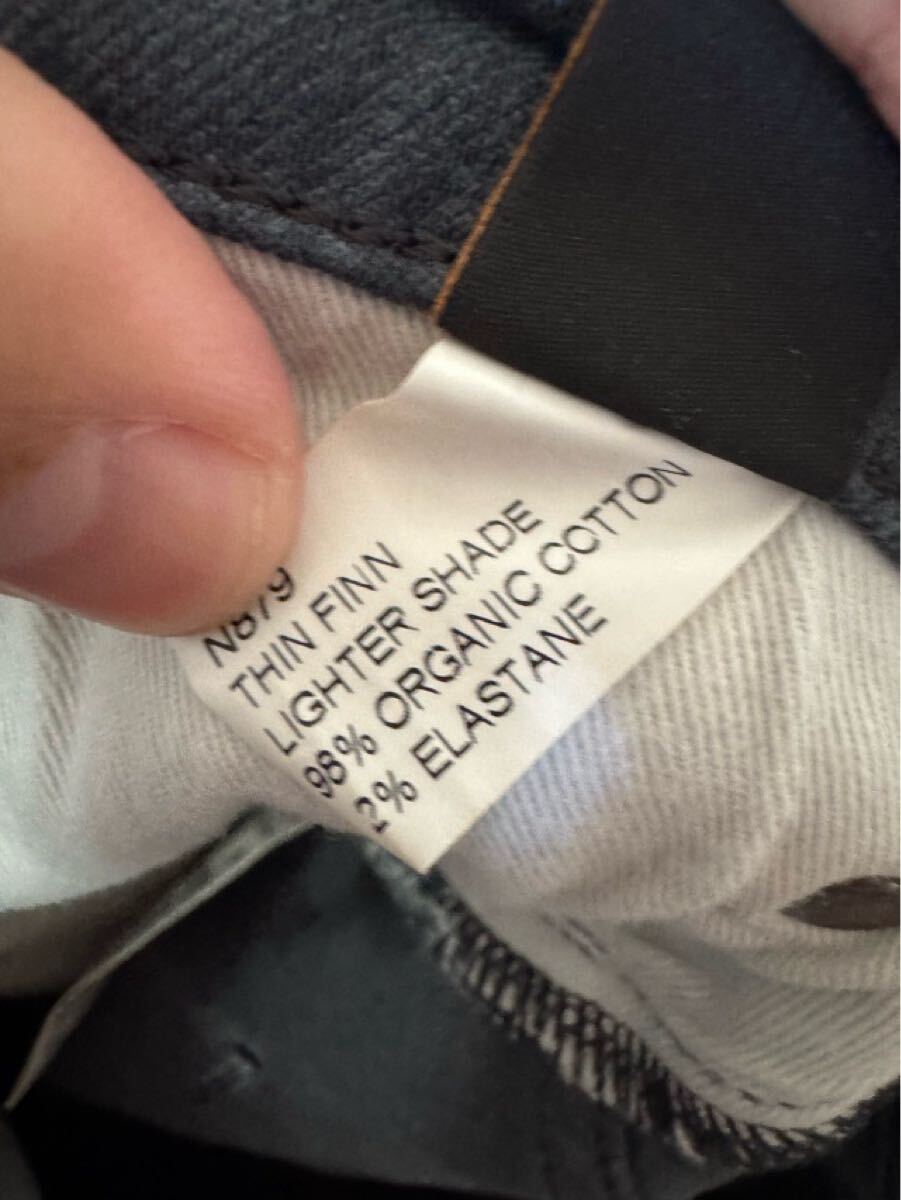 N879
THIN FINN
LIGHTER SHADE
98% ORGANIC COTTON
2% ELASTANE